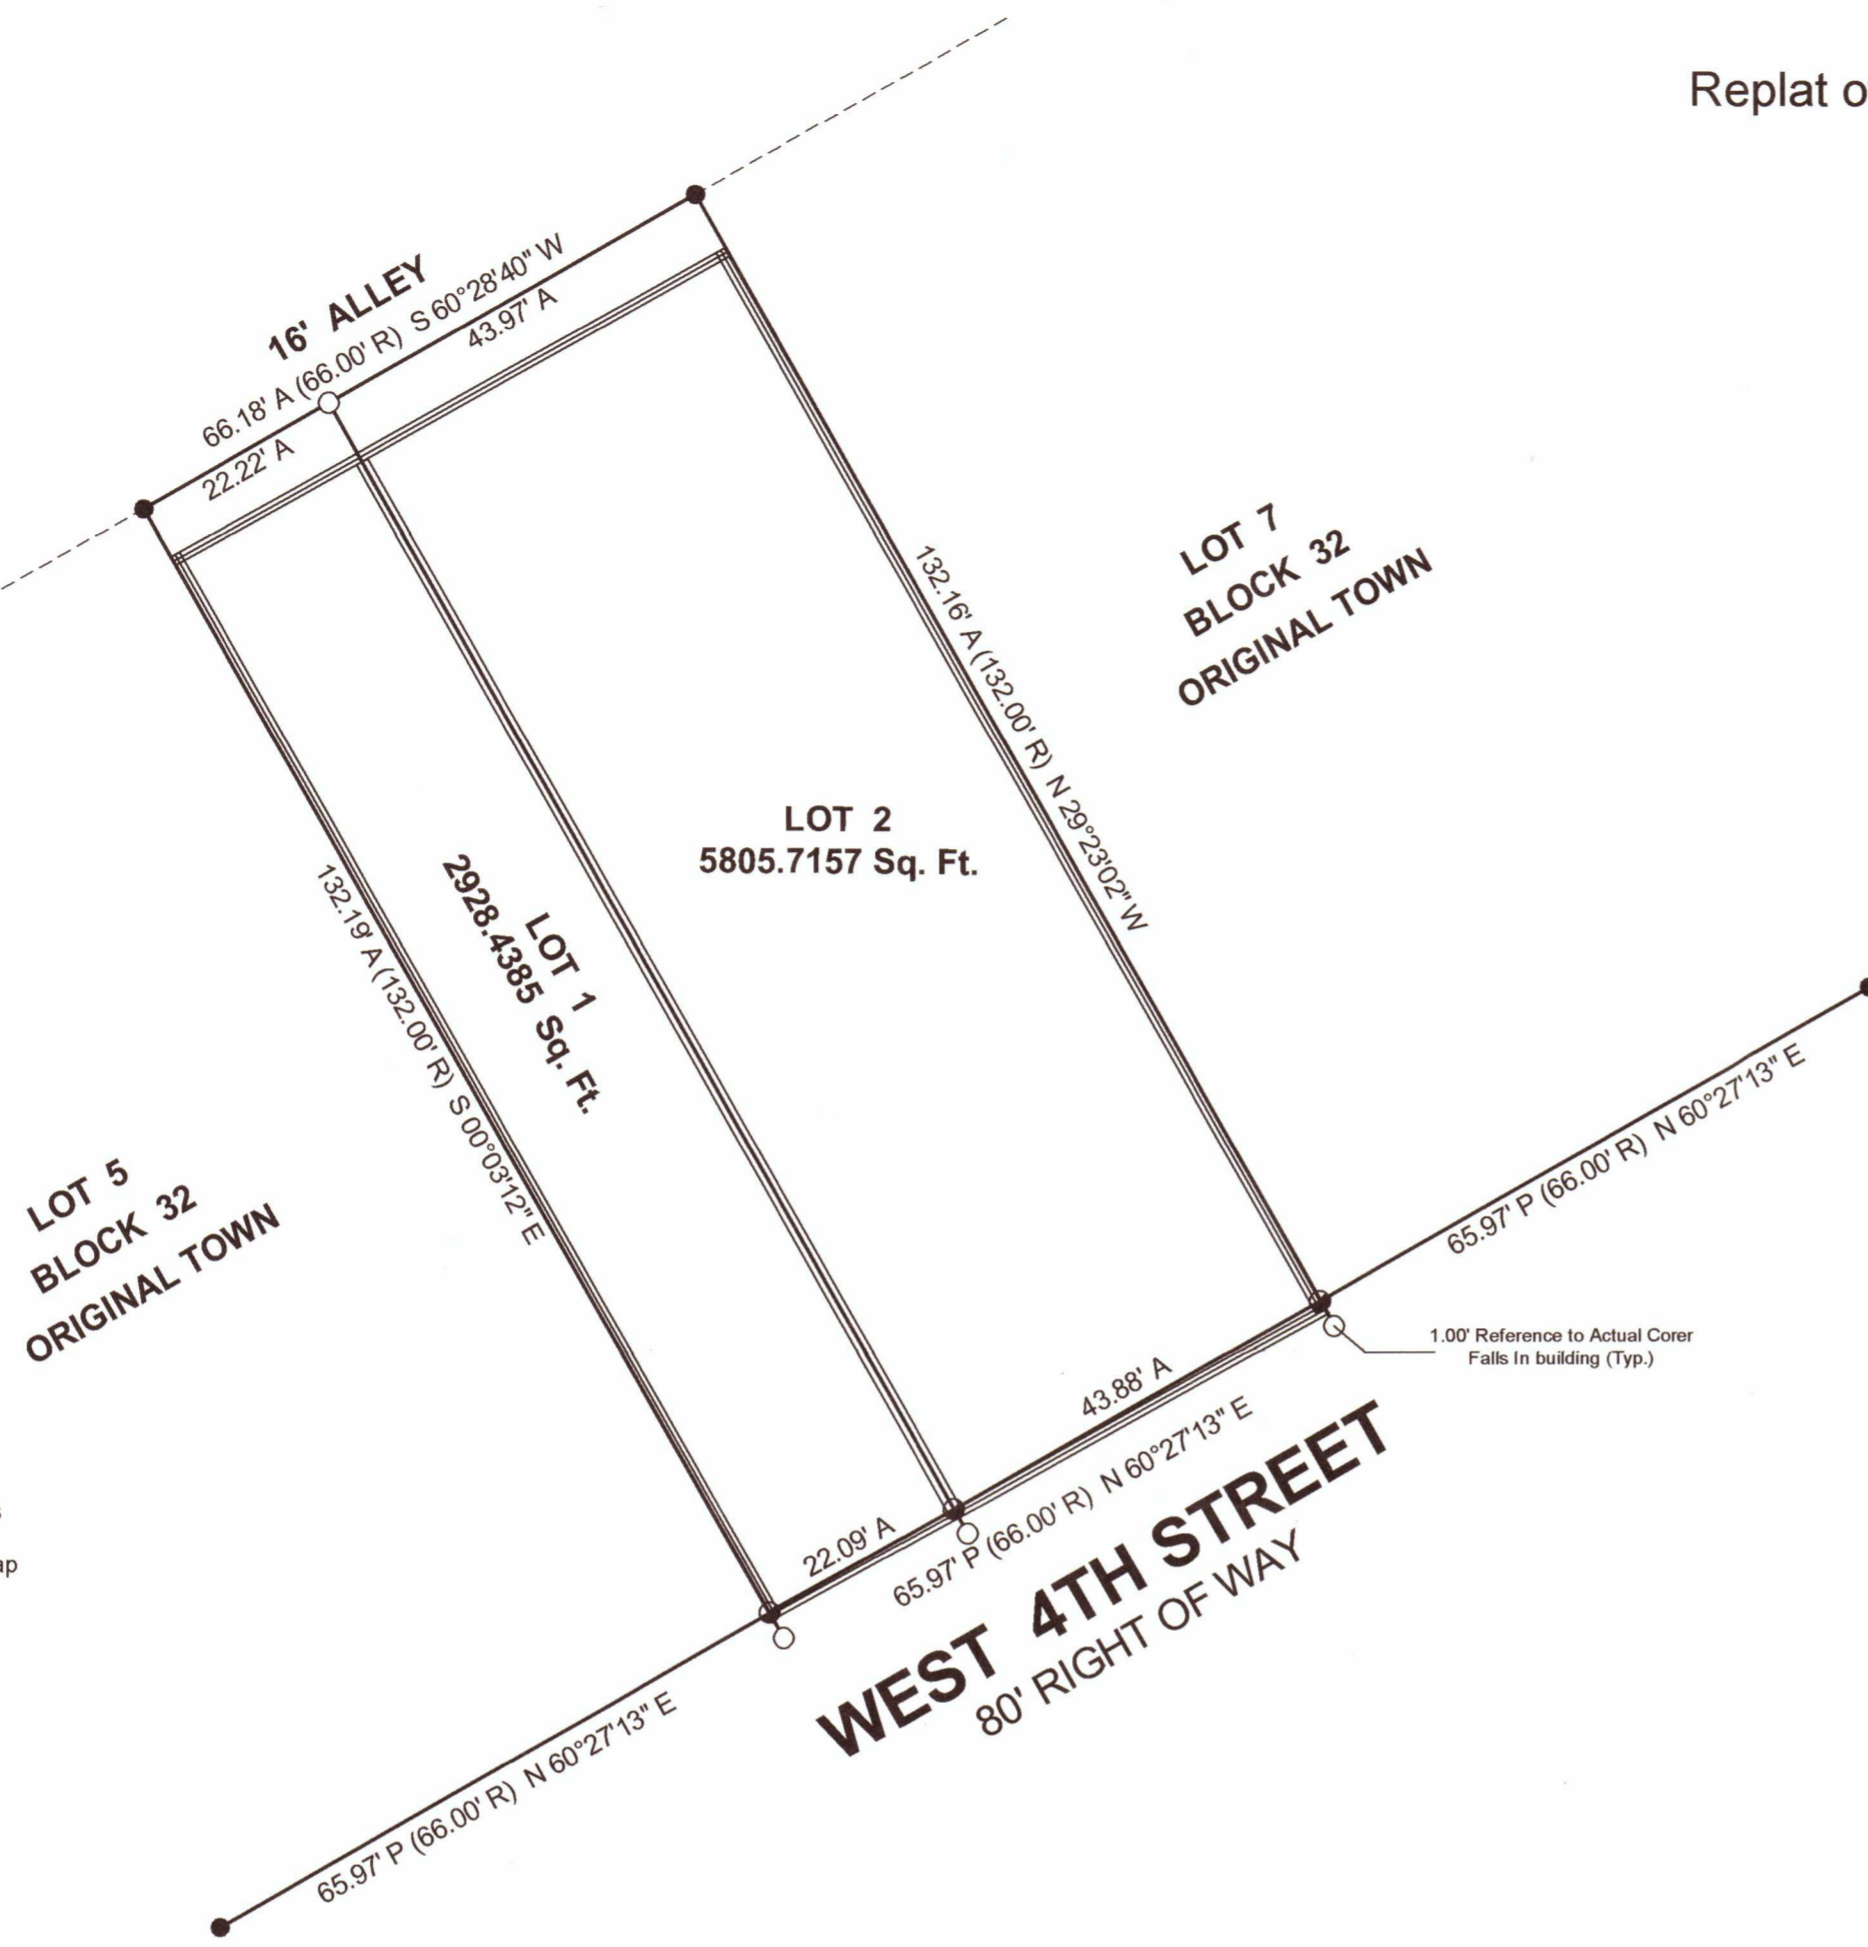 Replat o
16' ALLEY
66.18' A (66.00' R) S 60°28'40" W
43.97' A
22.22' A
LOT 7
BLOCK 32
ORIGINAL TOWN
132.16' A (132.00' R) N 29°23'02" W
LOT 2
5805.7157 Sq. Ft.
LOT 1
2928.4385 Sq. Ft.
132.19' A (132.00' R) S 00°03'12" E
LOT 5
BLOCK 32
ORIGINAL TOWN
65.97' P (66.00' R) N 60°27'13" E
1.00' Reference to Actual Corer
Falls In building (Typ.)
43.88' A
22.09' A
65.97' P (66.00' R) N 60°27'13" E
WEST 4TH STREET
80' RIGHT OF WAY
ap
65.97' P (66.00' R) N 60°27'13" E